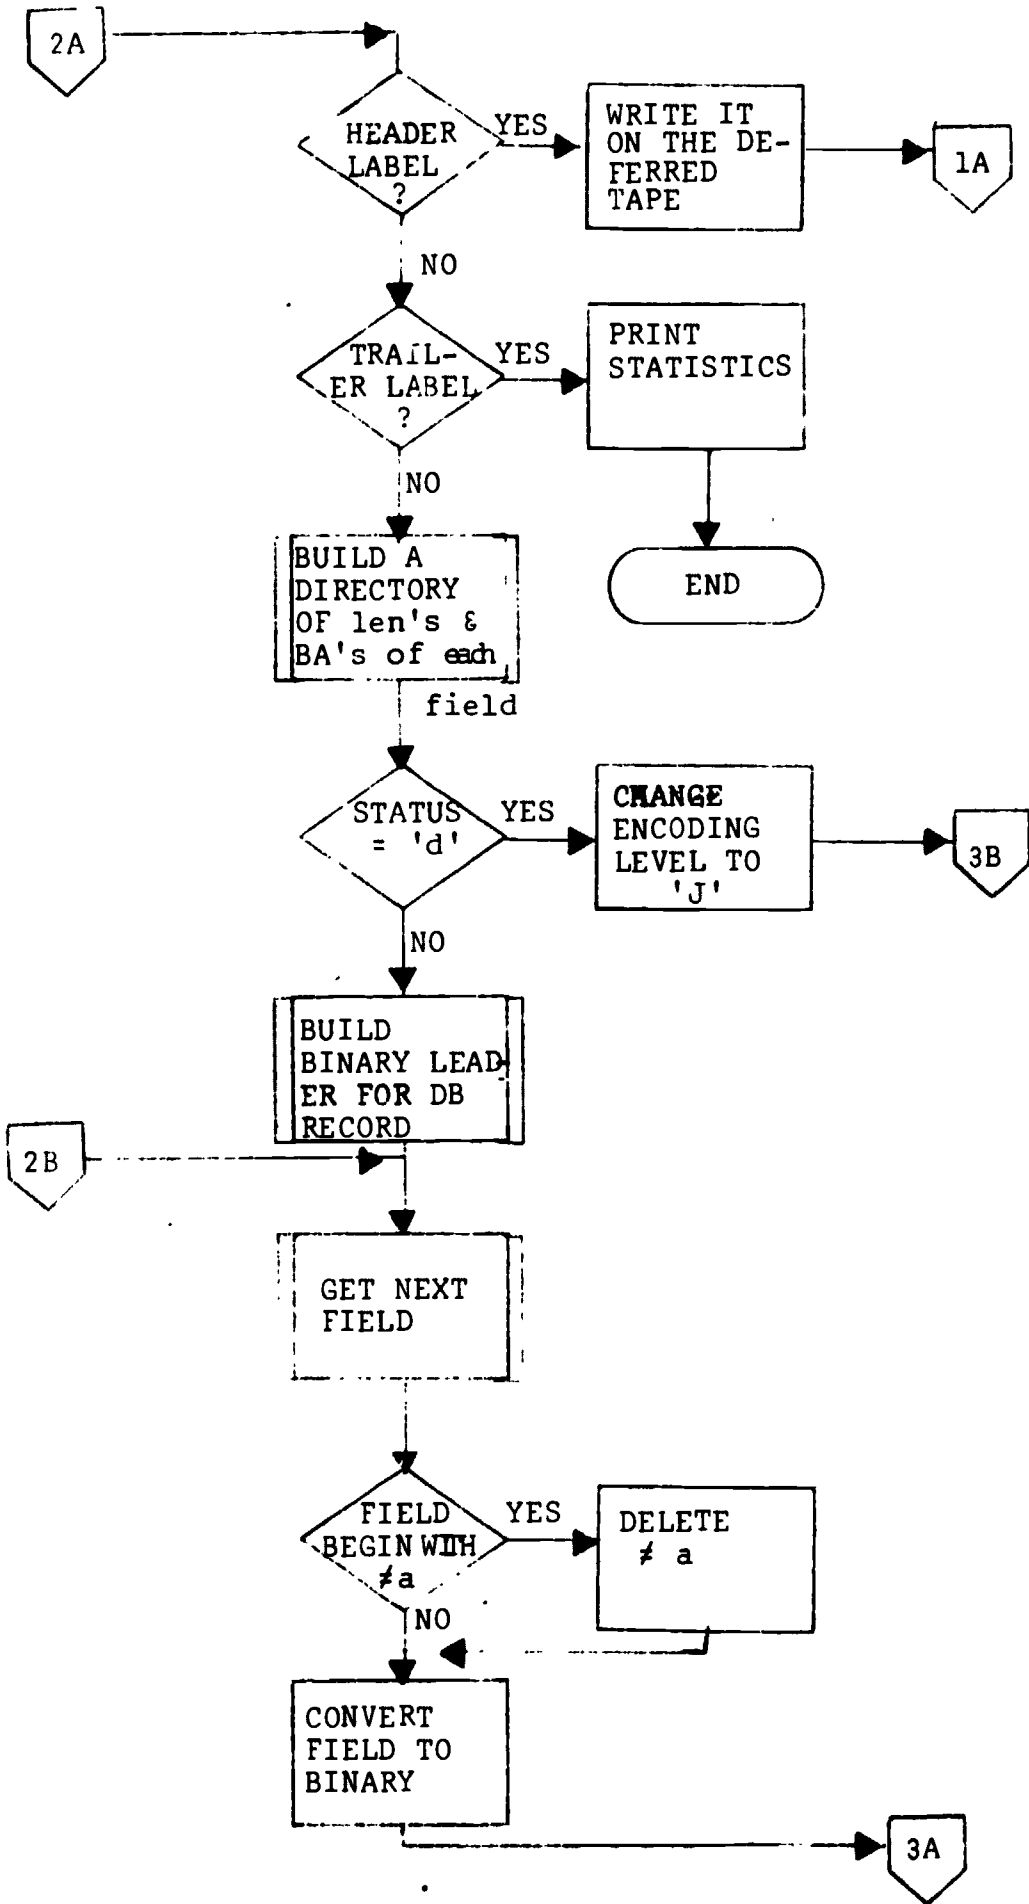 2A
HEADER
LABEL
?
YES
WRITE IT
ON THE DE-
FERRED
TAPE
1A
NO
TRAIL-
ER LABEL
?
YES
PRINT
STATISTICS
NO
END
BUILD A
DIRECTORY
OF len's &
BA's of each
field
STATUS
= 'd'
YES
CHANGE
ENCODING
LEVEL TO
'J'
3B
NO
BUILD
BINARY LEAD-
ER FOR DB
RECORD
2B
GET NEXT
FIELD
FIELD
BEGIN WITH
≠a
YES
DELETE
≠ a
NO
CONVERT
FIELD TO
BINARY
3A